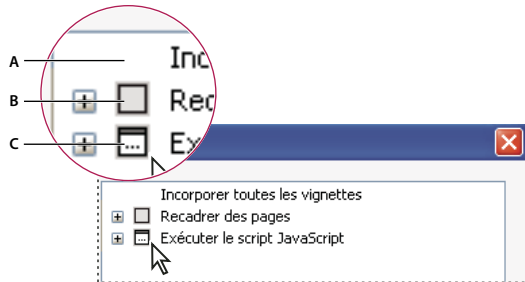 A
Inc
B
Rec
C
Ex
Incorporer toutes les vignettes
Recadrer des pages
Exécuter le script JavaScript